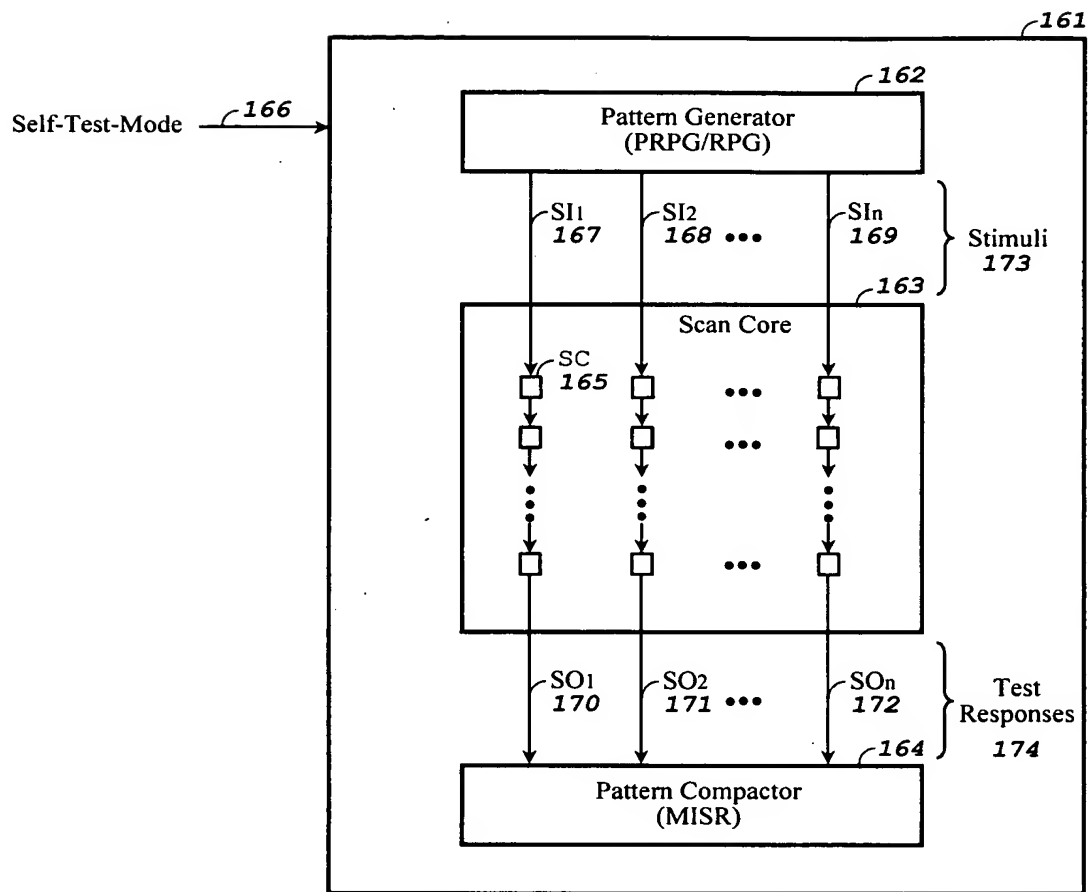 161
162
Self-Test-Mode
166
Pattern Generator
(PRPG/RPG)
SI1
SI2
SIn
167
168
•••
169
Stimuli
173
163
Scan Core
SC
165
•••
•••
•••
SO1
SO2
SOn
170
171
•••
172
Test
Responses
174
164
Pattern Compactor
(MISR)